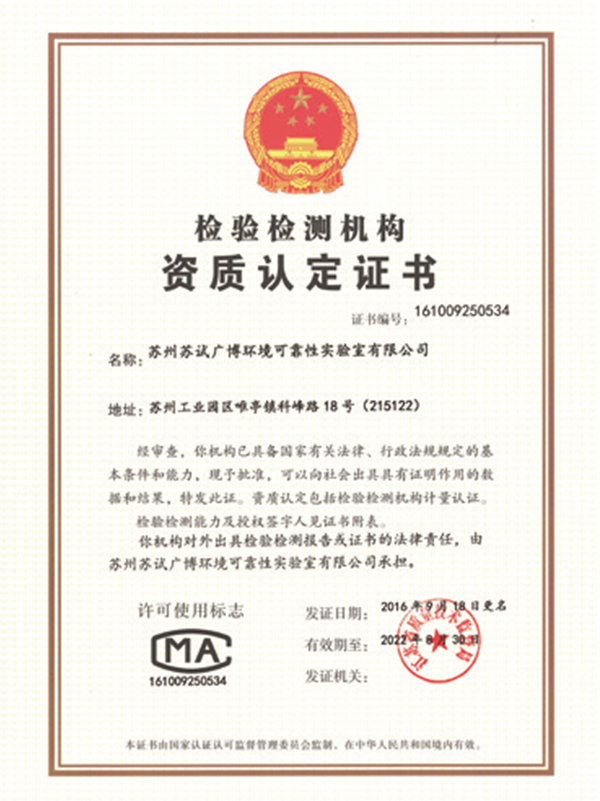 检验检测机构
资质认定证书
证书编号：161009250534
名称：苏州苏试广博环境可靠性实验室有限公司
地址：苏州工业园区唯亭镇科峰路18号（215122）
经审查，你机构已具备国家有关法律、行政法规规定的基
本条件和能力，现予批准，可以向社会出具具有证明作用的数
据和结果，特发此证。资质认定包括检验检测机构计量认证。
检验检测能力及授权签字人见证书附表。
你机构对外出具检验检测报告或证书的法律责任，由
苏州苏试广博环境可靠性实验室有限公司承担。
许可使用标志
CMA
161009250534
发证日期：2016年9月18日更名
有效期至：2022年8月30日
发证机关：
江苏省质量技术监督局
本证书由国家认证认可监督管理委员会监制，在中华人民共和国境内有效。